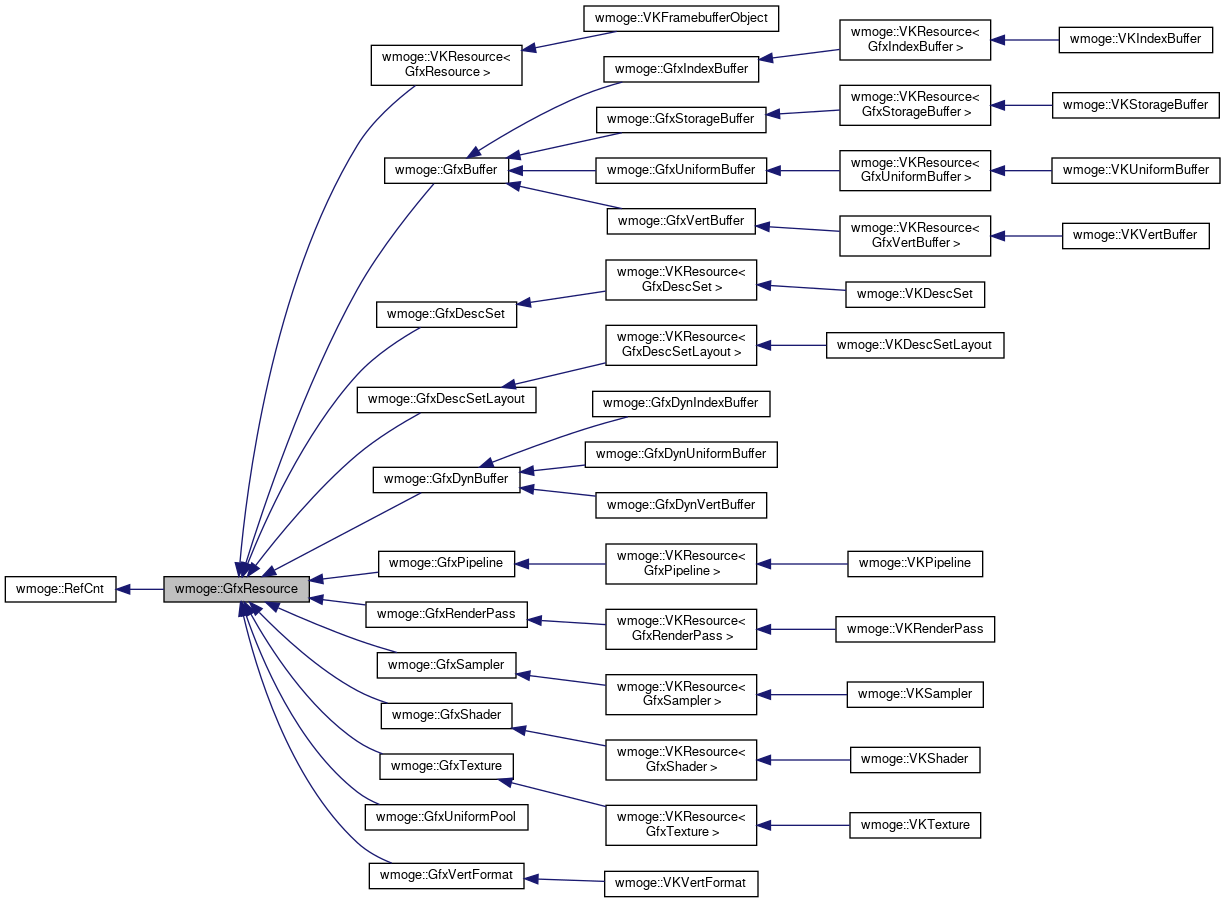 wmoge::VKFramebufferObject
wmoge::VKResource<
GfxResource >
wmoge::GfxIndexBuffer
wmoge::VKResource<
GfxIndexBuffer >
wmoge::VKIndexBuffer
wmoge::GfxStorageBuffer
wmoge::VKResource<
GfxStorageBuffer >
wmoge::VKStorageBuffer
wmoge::GfxBuffer
wmoge::GfxUniformBuffer
wmoge::VKResource<
GfxUniformBuffer >
wmoge::VKUniformBuffer
wmoge::GfxVertBuffer
wmoge::VKResource<
GfxVertBuffer >
wmoge::VKVertBuffer
wmoge::GfxDescSet
wmoge::VKResource<
GfxDescSet >
wmoge::VKDescSet
wmoge::GfxDescSetLayout
wmoge::VKResource<
GfxDescSetLayout >
wmoge::VKDescSetLayout
wmoge::GfxDynIndexBuffer
wmoge::GfxDynBuffer
wmoge::GfxDynUniformBuffer
wmoge::GfxDynVertBuffer
wmoge::RefCnt
wmoge::GfxResource
wmoge::GfxPipeline
wmoge::VKResource<
GfxPipeline >
wmoge::VKPipeline
wmoge::GfxRenderPass
wmoge::VKResource<
GfxRenderPass >
wmoge::VKRenderPass
wmoge::GfxSampler
wmoge::VKResource<
GfxSampler >
wmoge::VKSampler
wmoge::GfxShader
wmoge::VKResource<
GfxShader >
wmoge::VKShader
wmoge::GfxTexture
wmoge::VKResource<
GfxTexture >
wmoge::VKTexture
wmoge::GfxUniformPool
wmoge::GfxVertFormat
wmoge::VKVertFormat